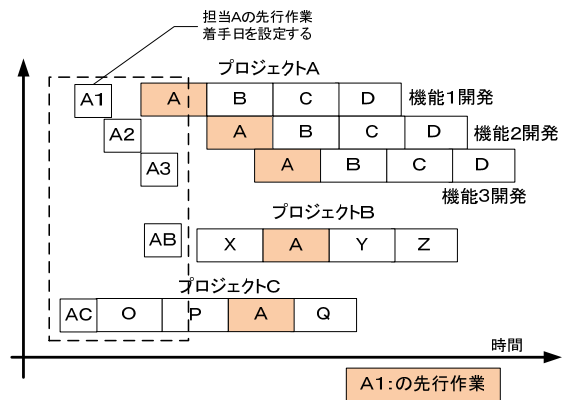 担当Aの先行作業
着手日を設定する
プロジェクトA
A1 A B C D 機能1開発
A2 A B C D 機能2開発
A3 A B C D
機能3開発
プロジェクトB
AB X A Y Z
プロジェクトC
AC O P A Q
時間
A1:の先行作業